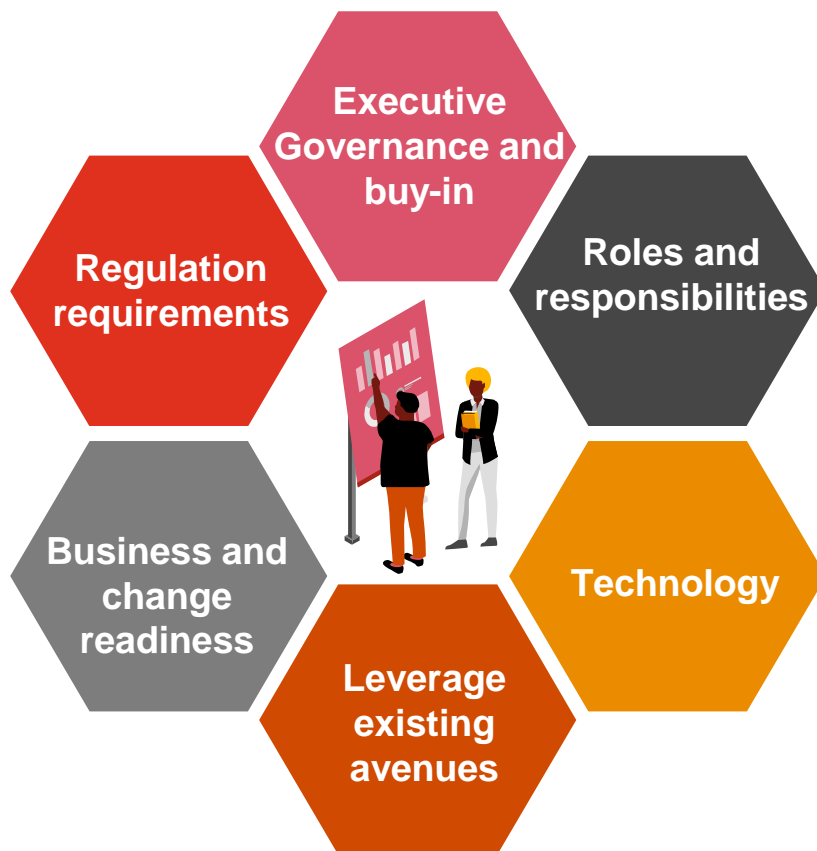 Executive
Governance and
buy-in
Roles and
responsibilities
Technology
Leverage
existing
avenues
Business and
change
readiness
Regulation
requirements